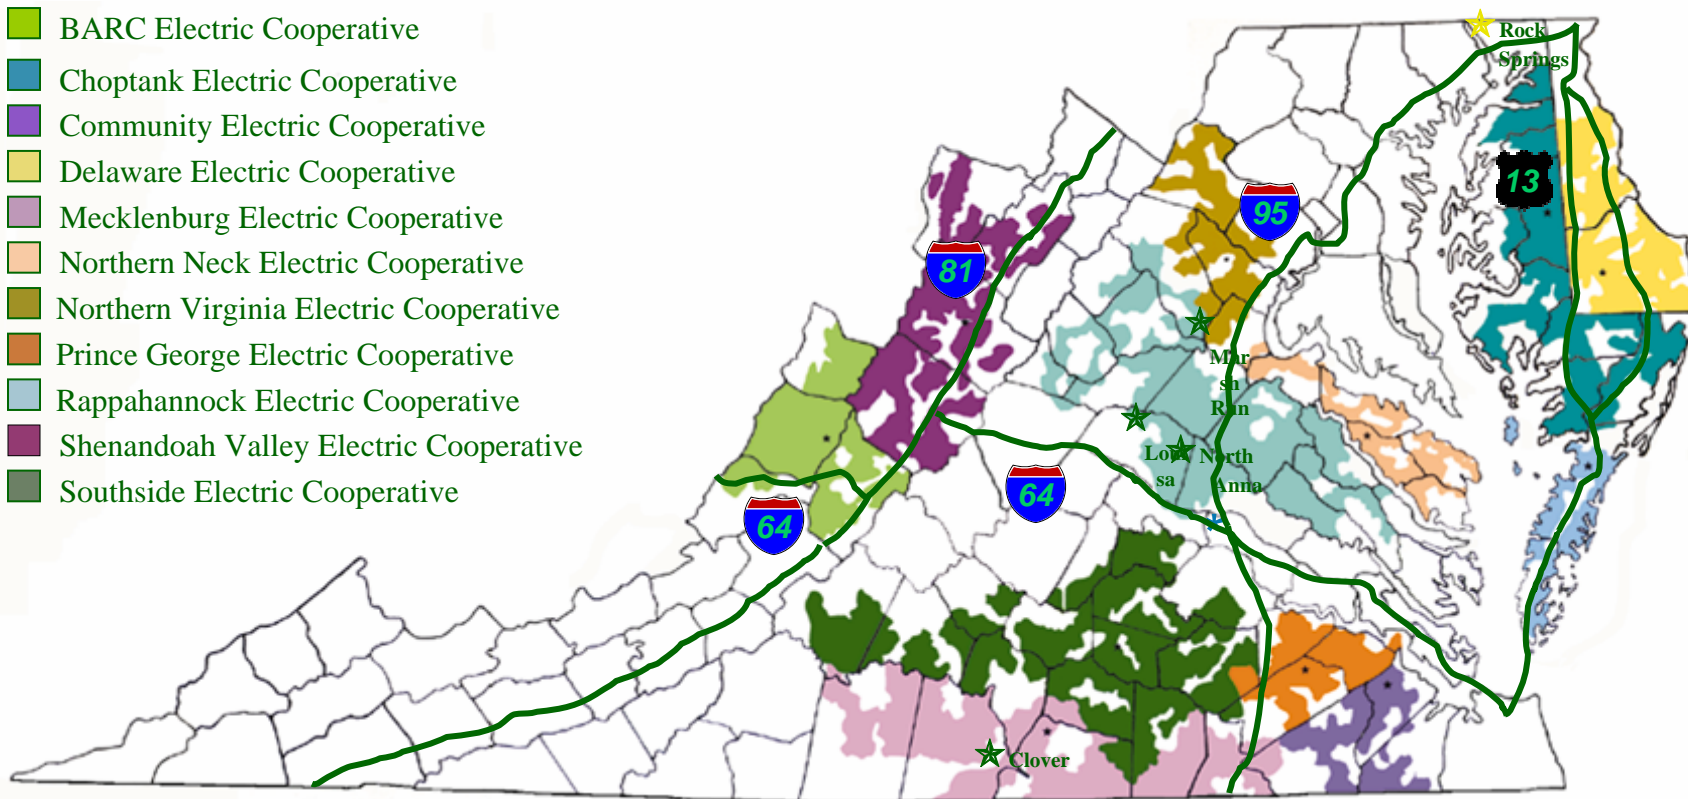 BARC Electric Cooperative
Choptank Electric Cooperative
Community Electric Cooperative
Delaware Electric Cooperative
Mecklenburg Electric Cooperative
Northern Neck Electric Cooperative
Northern Virginia Electric Cooperative
Prince George Electric Cooperative
Rappahannock Electric Cooperative
Shenandoah Valley Electric Cooperative
Southside Electric Cooperative
Rock
Springs
13
95
81
Mar
sh
Run
Loui
sa
North
Anna
64
64
Clover